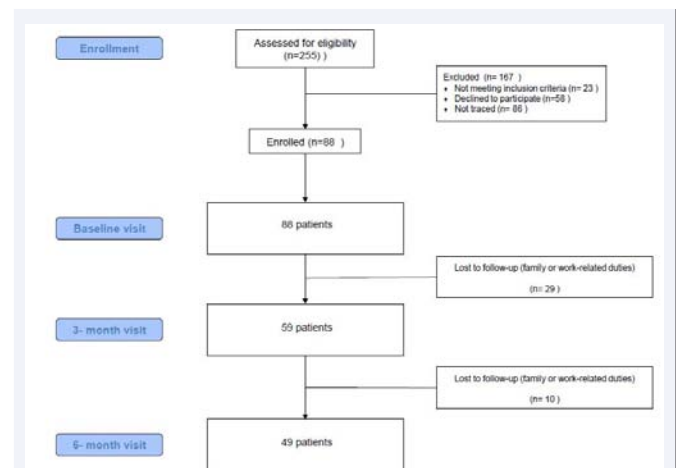 Enrollment
Assessed for eligibility
(n=255) )
Excluded (n= 167 )
♦ Not meeting inclusion criteria (n= 23 )
♦ Declined to participate (n=58 )
♦ Not traced (n= 86 )
Enrolled (n=88 )
Baseline visit
88 patients
Lost to follow-up (family or work-related duties)
(n= 29 )
3- month visit
59 patients
Lost to follow-up (family or work-related duties)
(n= 10 )
6- month visit
49 patients